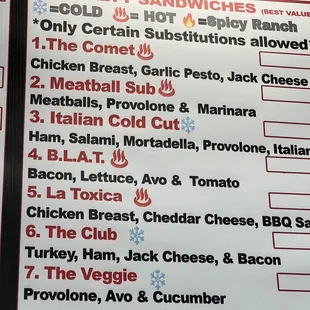 SANDWICHES (BEST VALUE
=COLD =HOT =Spicy Ranch
*Only Certain Substitutions allowed*
1.The Comet
Chicken Breast, Garlic Pesto, Jack Cheese
2. Meatball Sub
Meatballs, Provolone & Marinara
3. Italian Cold Cut
Ham, Salami, Mortadella, Provolone, Italian
4. B.L.A.T.
Bacon, Lettuce, Avo & Tomato
5. La Toxica
Chicken Breast, Cheddar Cheese, BBQ Sa
6. The Club
Turkey, Ham, Jack Cheese, & Bacon
7. The Veggie
Provolone, Avo & Cucumber